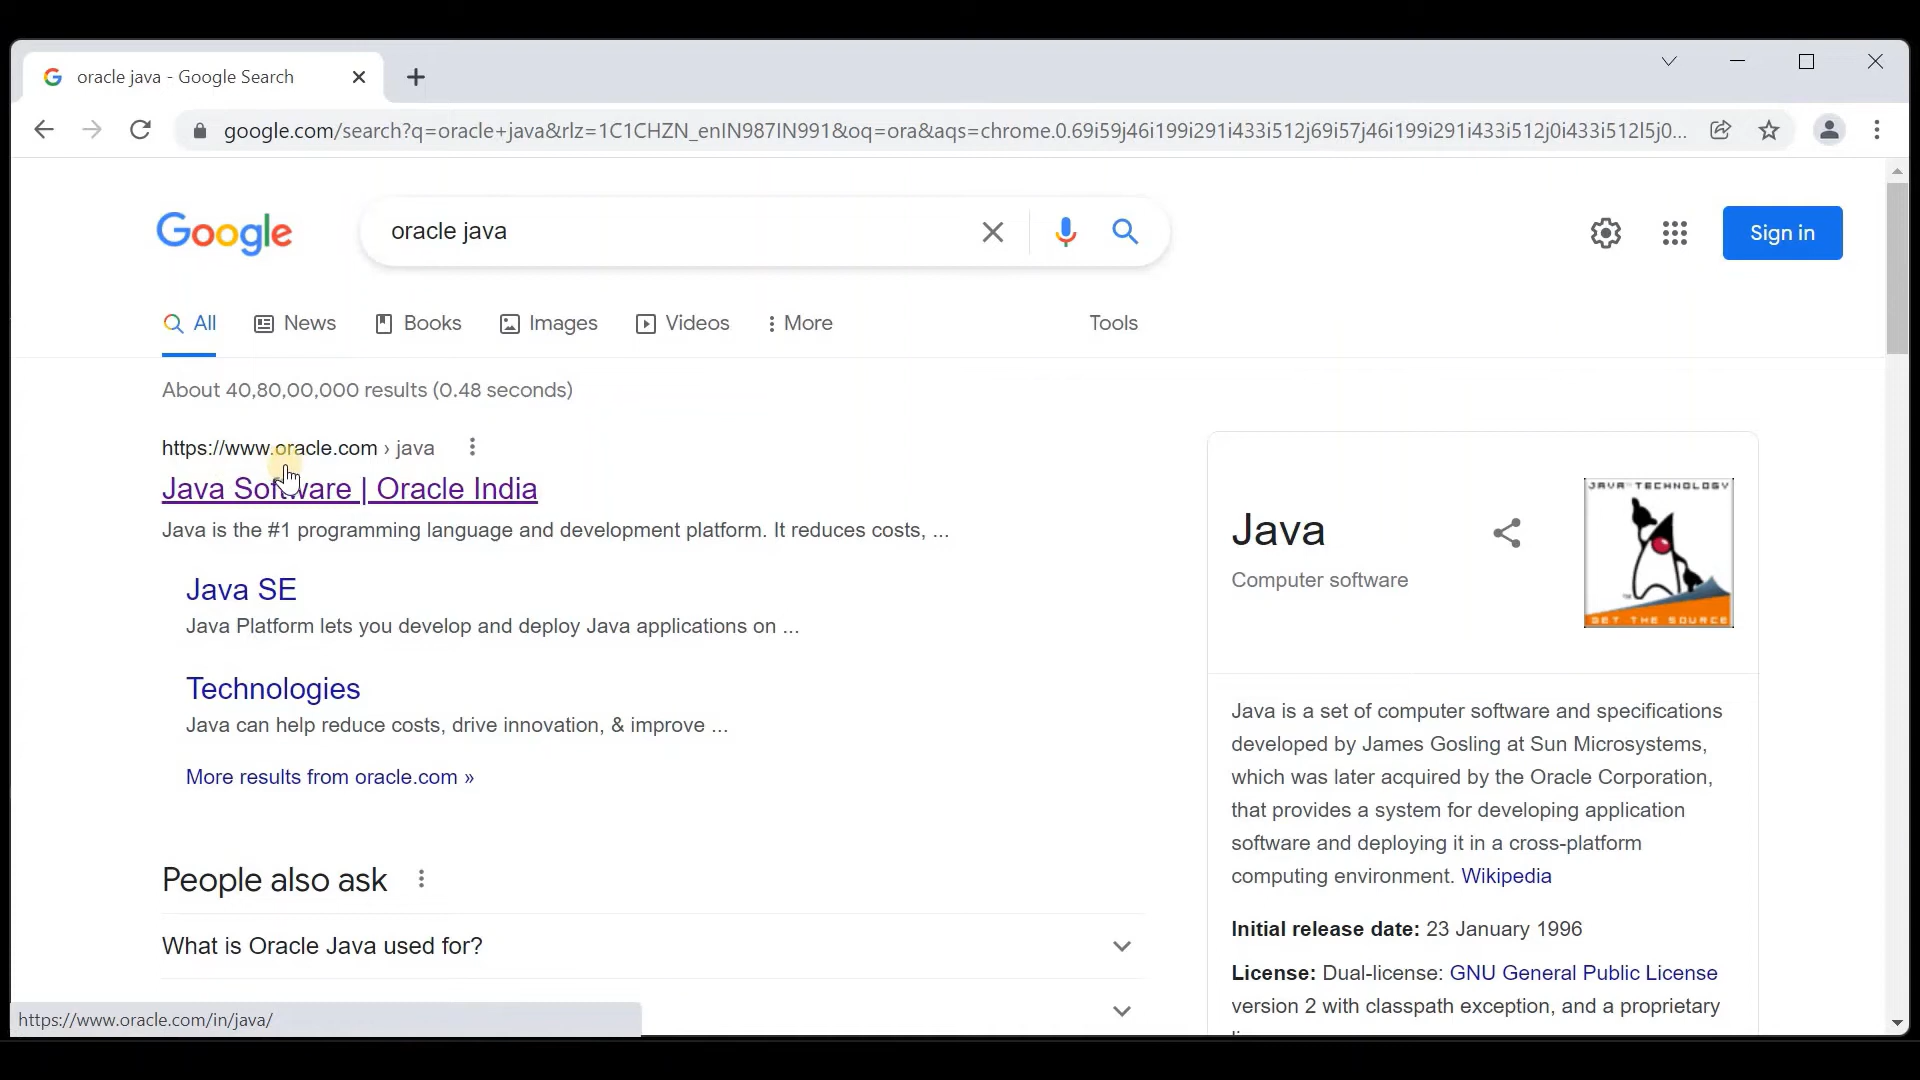 oracle java - Google Search
google.com/search?q=oracle+java&rlz=1C1CHZN_enIN987IN991&oq=ora&aqs=chrome.0.69i59j46i199i291i433i512j69i57j46i199i291i433i512j0i433i512l5j0...
Google
oracle java
Sign in
All
News
Books
Images
Videos
More
Tools
About 40,80,00,000 results (0.48 seconds)
https://www.oracle.com › java
Java Software | Oracle India
Java is the #1 programming language and development platform. It reduces costs, ...
Java SE
Java Platform lets you develop and deploy Java applications on ...
Technologies
Java can help reduce costs, drive innovation, & improve ...
More results from oracle.com »
People also ask
What is Oracle Java used for?
https://www.oracle.com/in/java/
Java
Computer software
JAVA TECHNOLOGY
GET THE SOURCE
Java is a set of computer software and specifications
developed by James Gosling at Sun Microsystems,
which was later acquired by the Oracle Corporation,
that provides a system for developing application
software and deploying it in a cross-platform
computing environment. Wikipedia
Initial release date: 23 January 1996
License: Dual-license: GNU General Public License
version 2 with classpath exception, and a proprietary